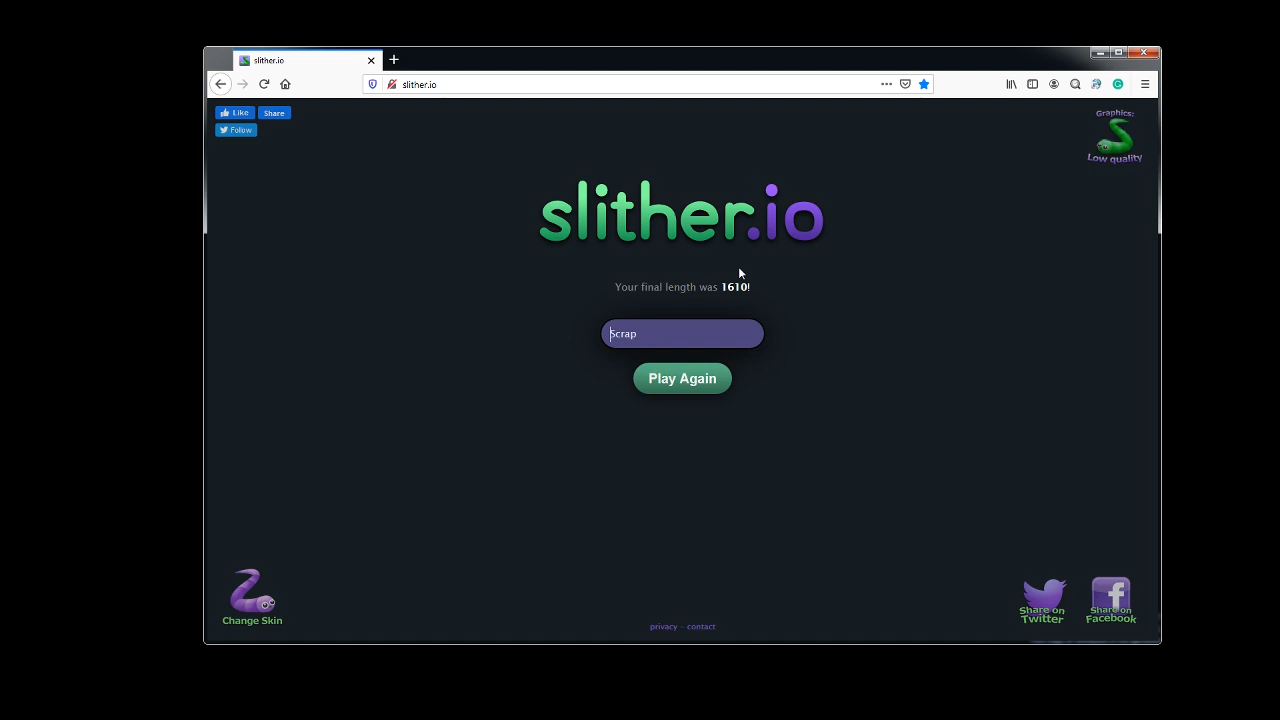 slither.io
slither.io
Like
Share
Follow
Graphics:
Low quality
slither.io
Your final length was 1610!
Scrap
Play Again
Change Skin
Share on
Twitter
Share on
Facebook
privacy - contact